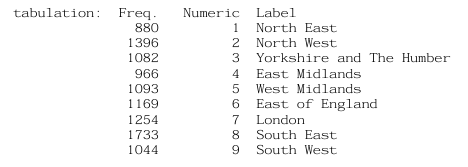 tabulation: Freq. Numeric Label
880 1 North East
1396 2 North West
1082 3 Yorkshire and The Humber
966 4 East Midlands
1093 5 West Midlands
1169 6 East of England
1254 7 London
1733 8 South East
1044 9 South West